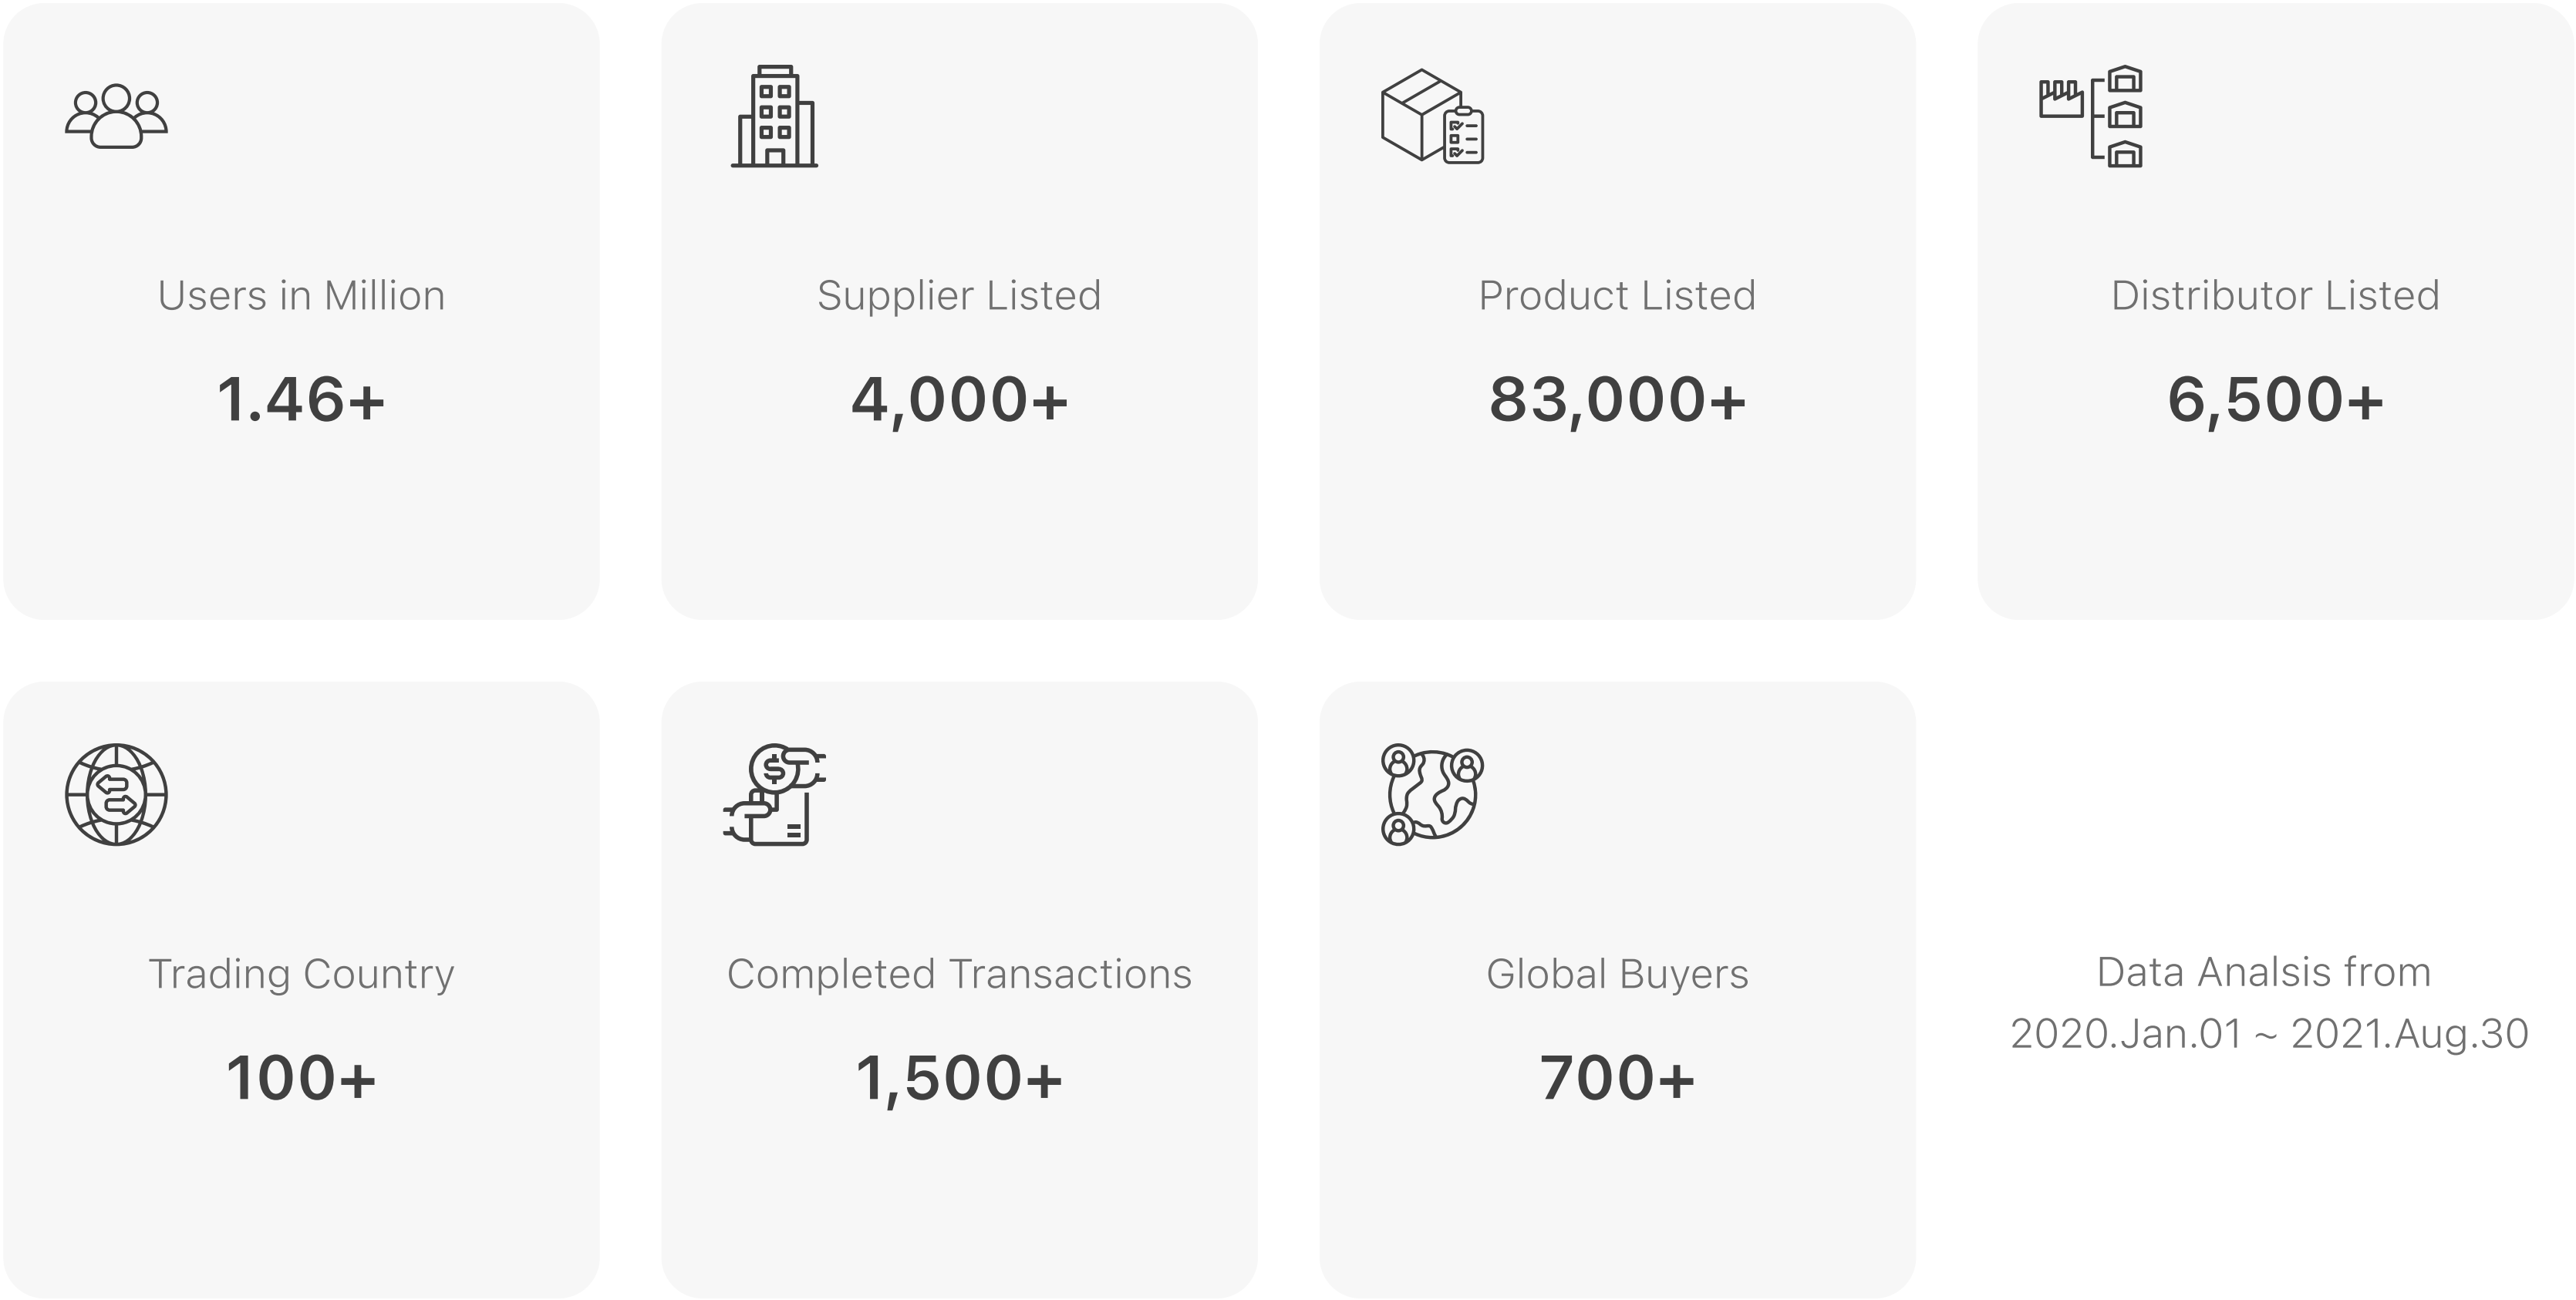 Users in Million
1.46+
Supplier Listed
4,000+
Product Listed
83,000+
Distributor Listed
6,500+
Trading Country
100+
Completed Transactions
1,500+
Global Buyers
700+
Data Analsis from
2020.Jan.01 ~ 2021.Aug.30